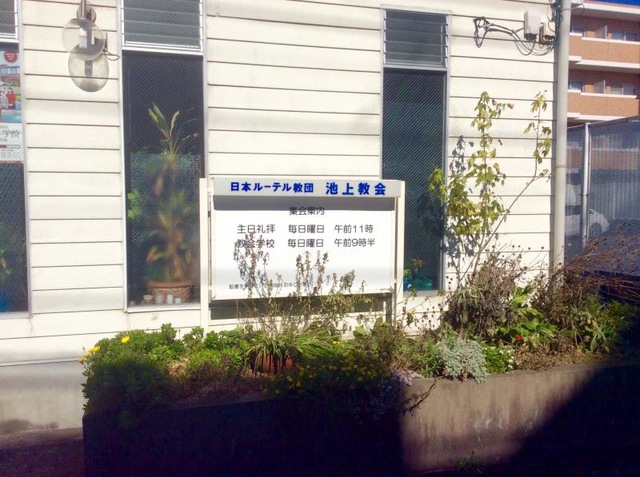 日本ルーテル教団 池上教会
集会案内
主日礼拝 毎日曜日 午前11時
教会学校 毎日曜日 午前9時半